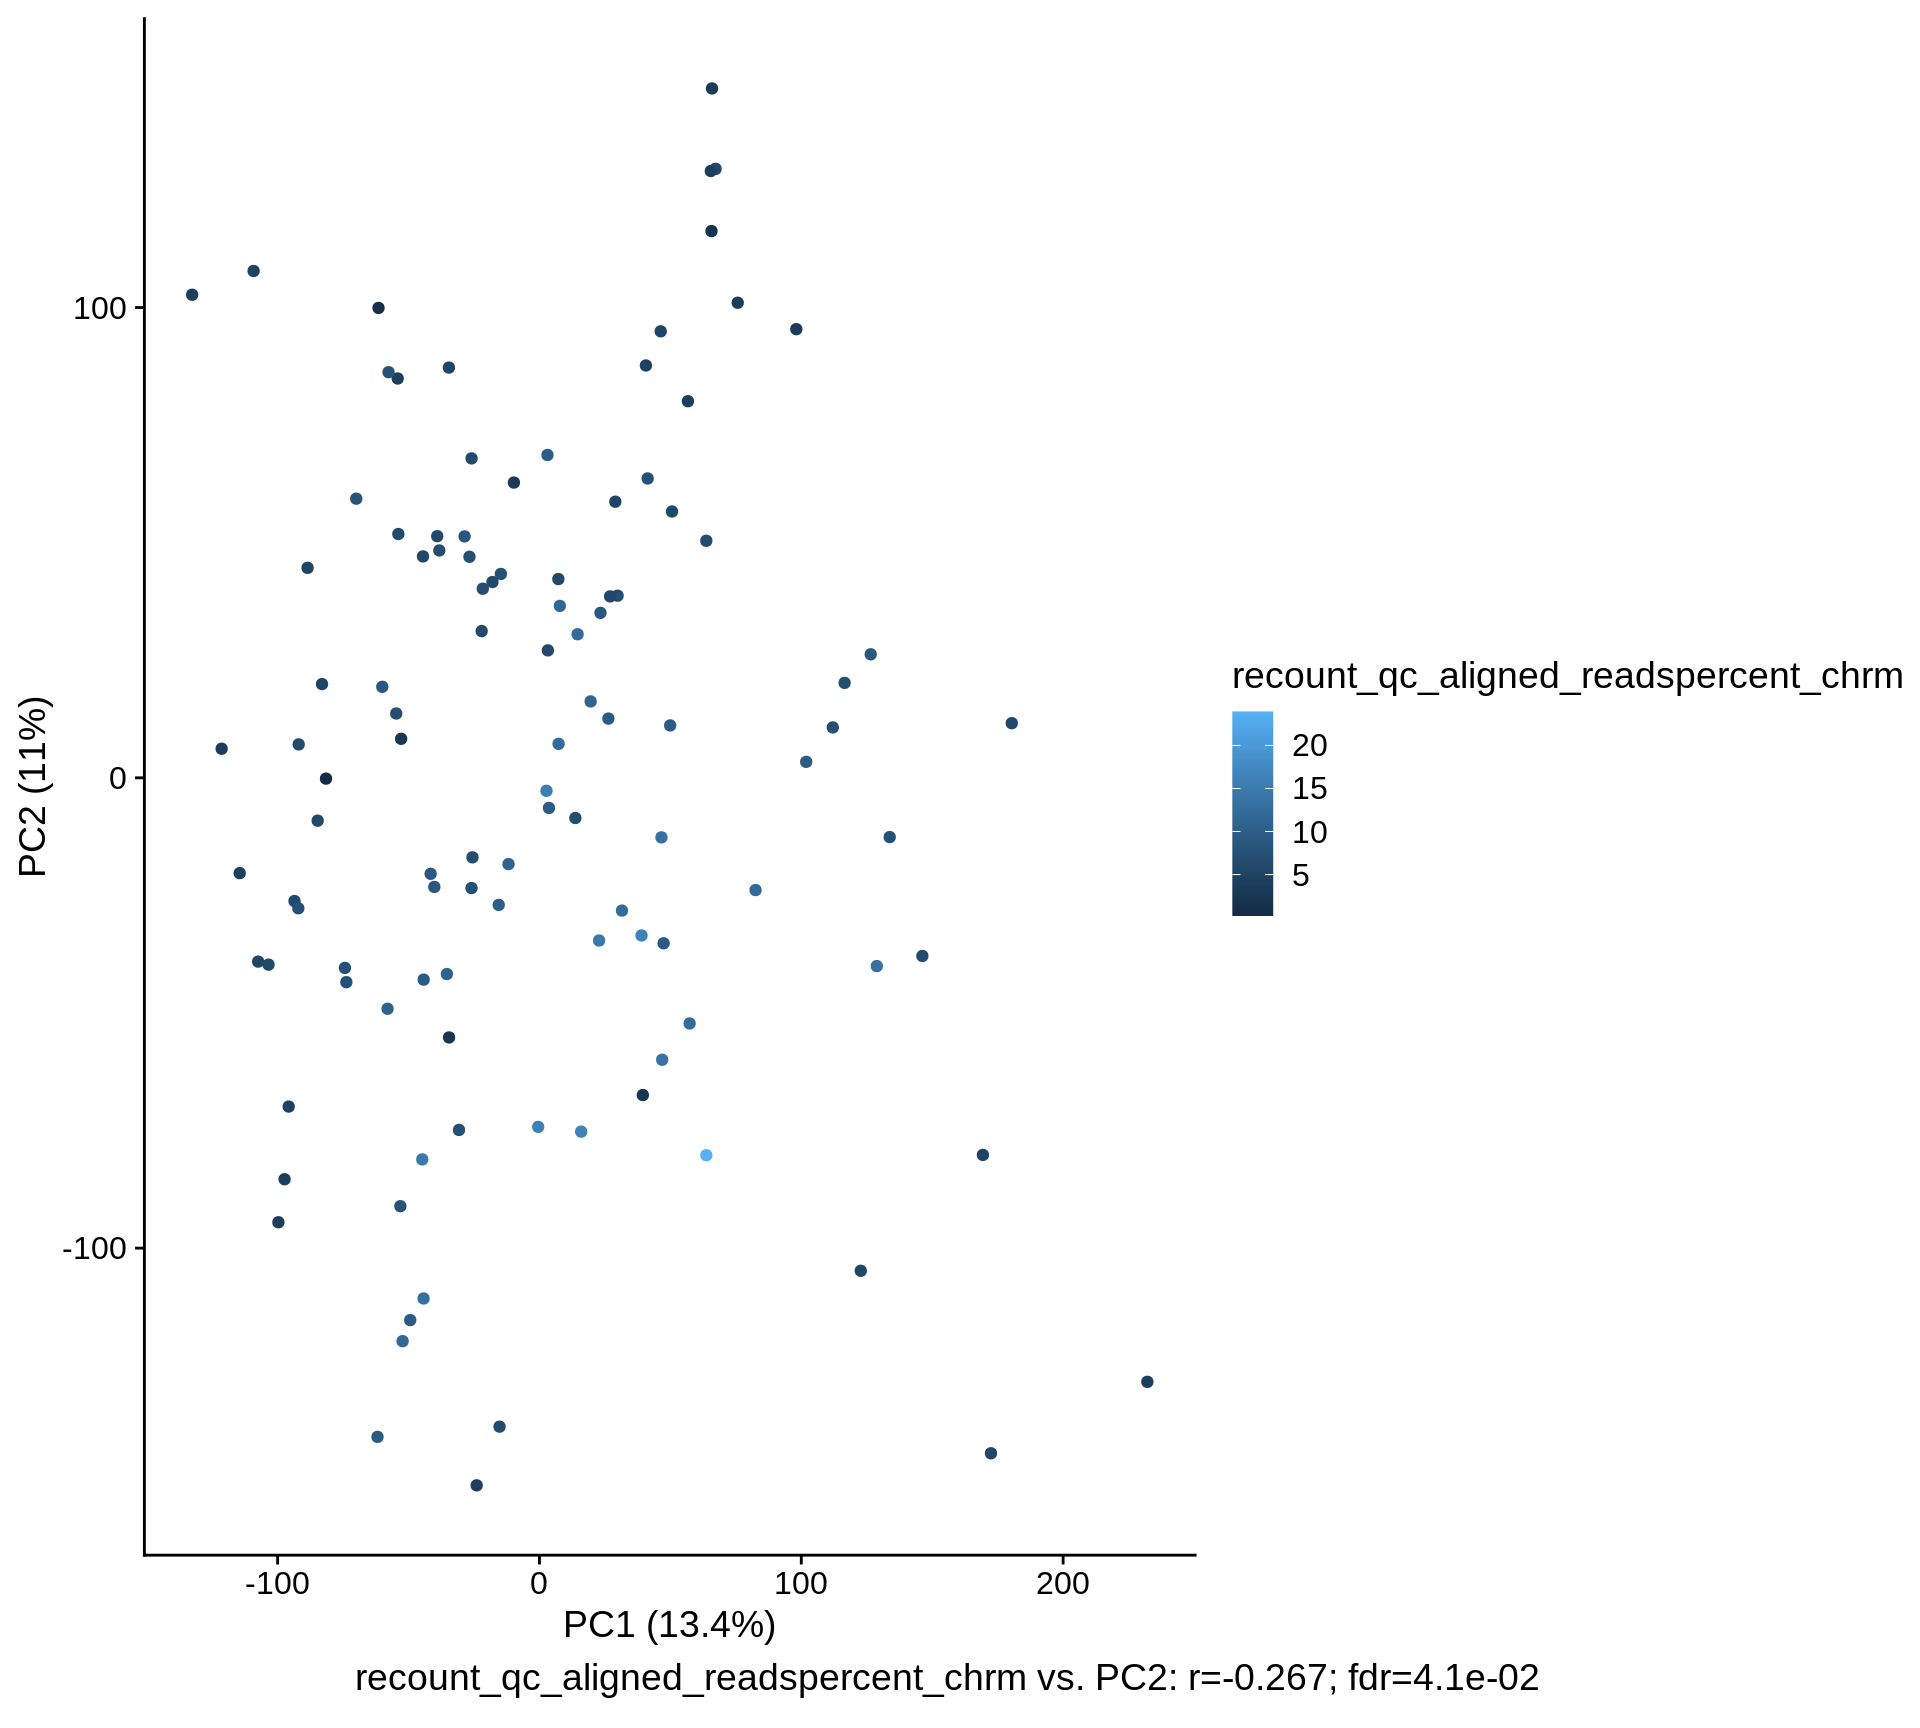 100
0
-100
PC2 (11%)
-100
0
100
200
PC1 (13.4%)
recount_qc_aligned_readspercent_chrm
20
15
10
5
recount_qc_aligned_readspercent_chrm vs. PC2: r=-0.267; fdr=4.1e-02